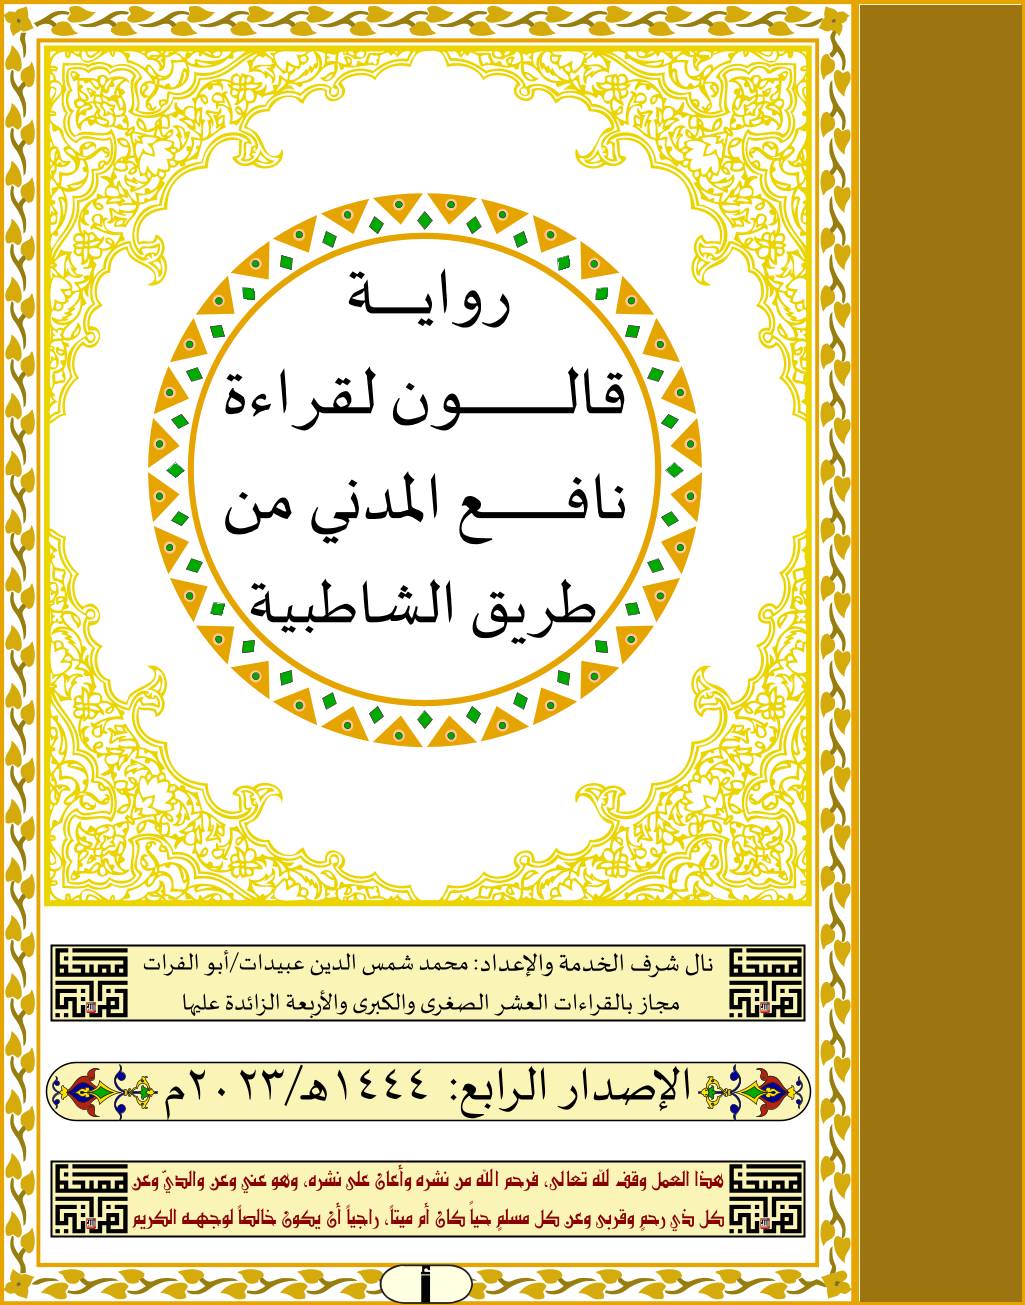 روايـــة
قالـــــــون لقراءة
نافـــــــع المدني من
طريق الشاطبية
نال شرف الخدمة والإعداد: محمد شمس الدين عبيدات/أبو الفرات
مجاز بالقراءات العشر الصغرى والكبرى والأربعة الزائدة عليها
الإصدار الرابع: ١٤٤٤هـ/٢٠٢٣م
هذا العمل وقف لله تعالى، فرحم الله من نشره وأعان على نشره، وهو عني وعن والديّ وعن
كل ذي رحمٍ وقربى وعن كل مسلمٍ حياً كان أم ميتاً، راجياً أن يكون خالصاً لوجهه الكريم
أ